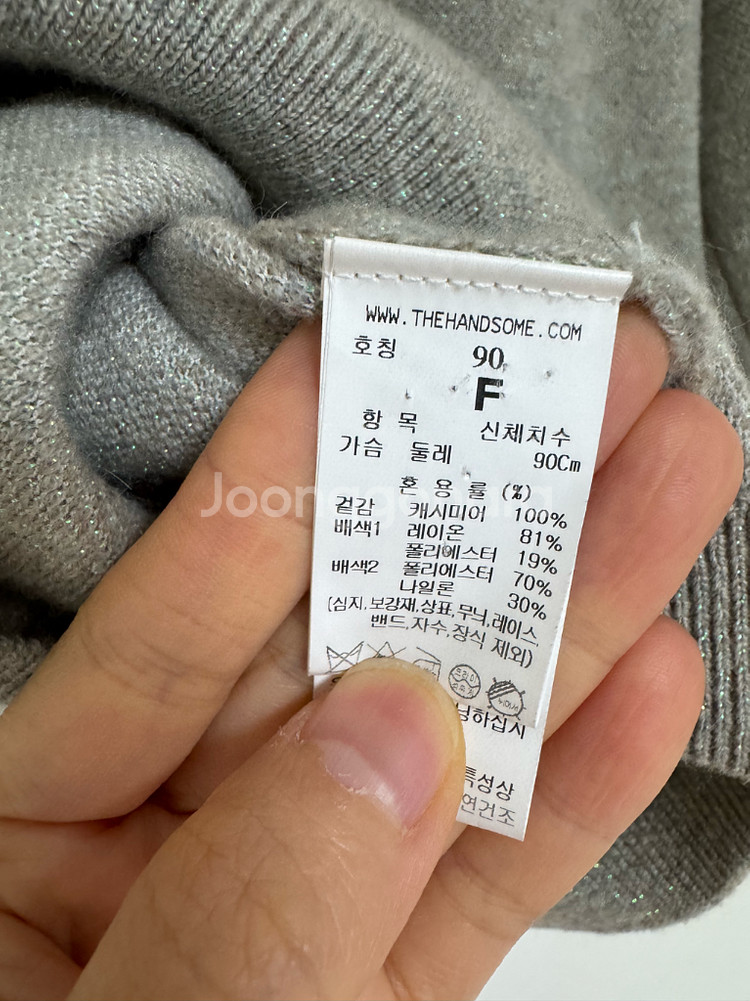 WWW.THEHANDSOME.COM
호칭 90
F
항 목 신체치수
가슴 둘레 90Cm
혼 용 률 (%)
겉감 캐시미어 100%
배색1 레이온 81%
폴리에스터 19%
배색2 폴리에스터 70%
나일론 30%
(심지,보강재,상표,무늬,레이스,
밴드,자수,장식 제외)
닝하십시
특성상
연건조